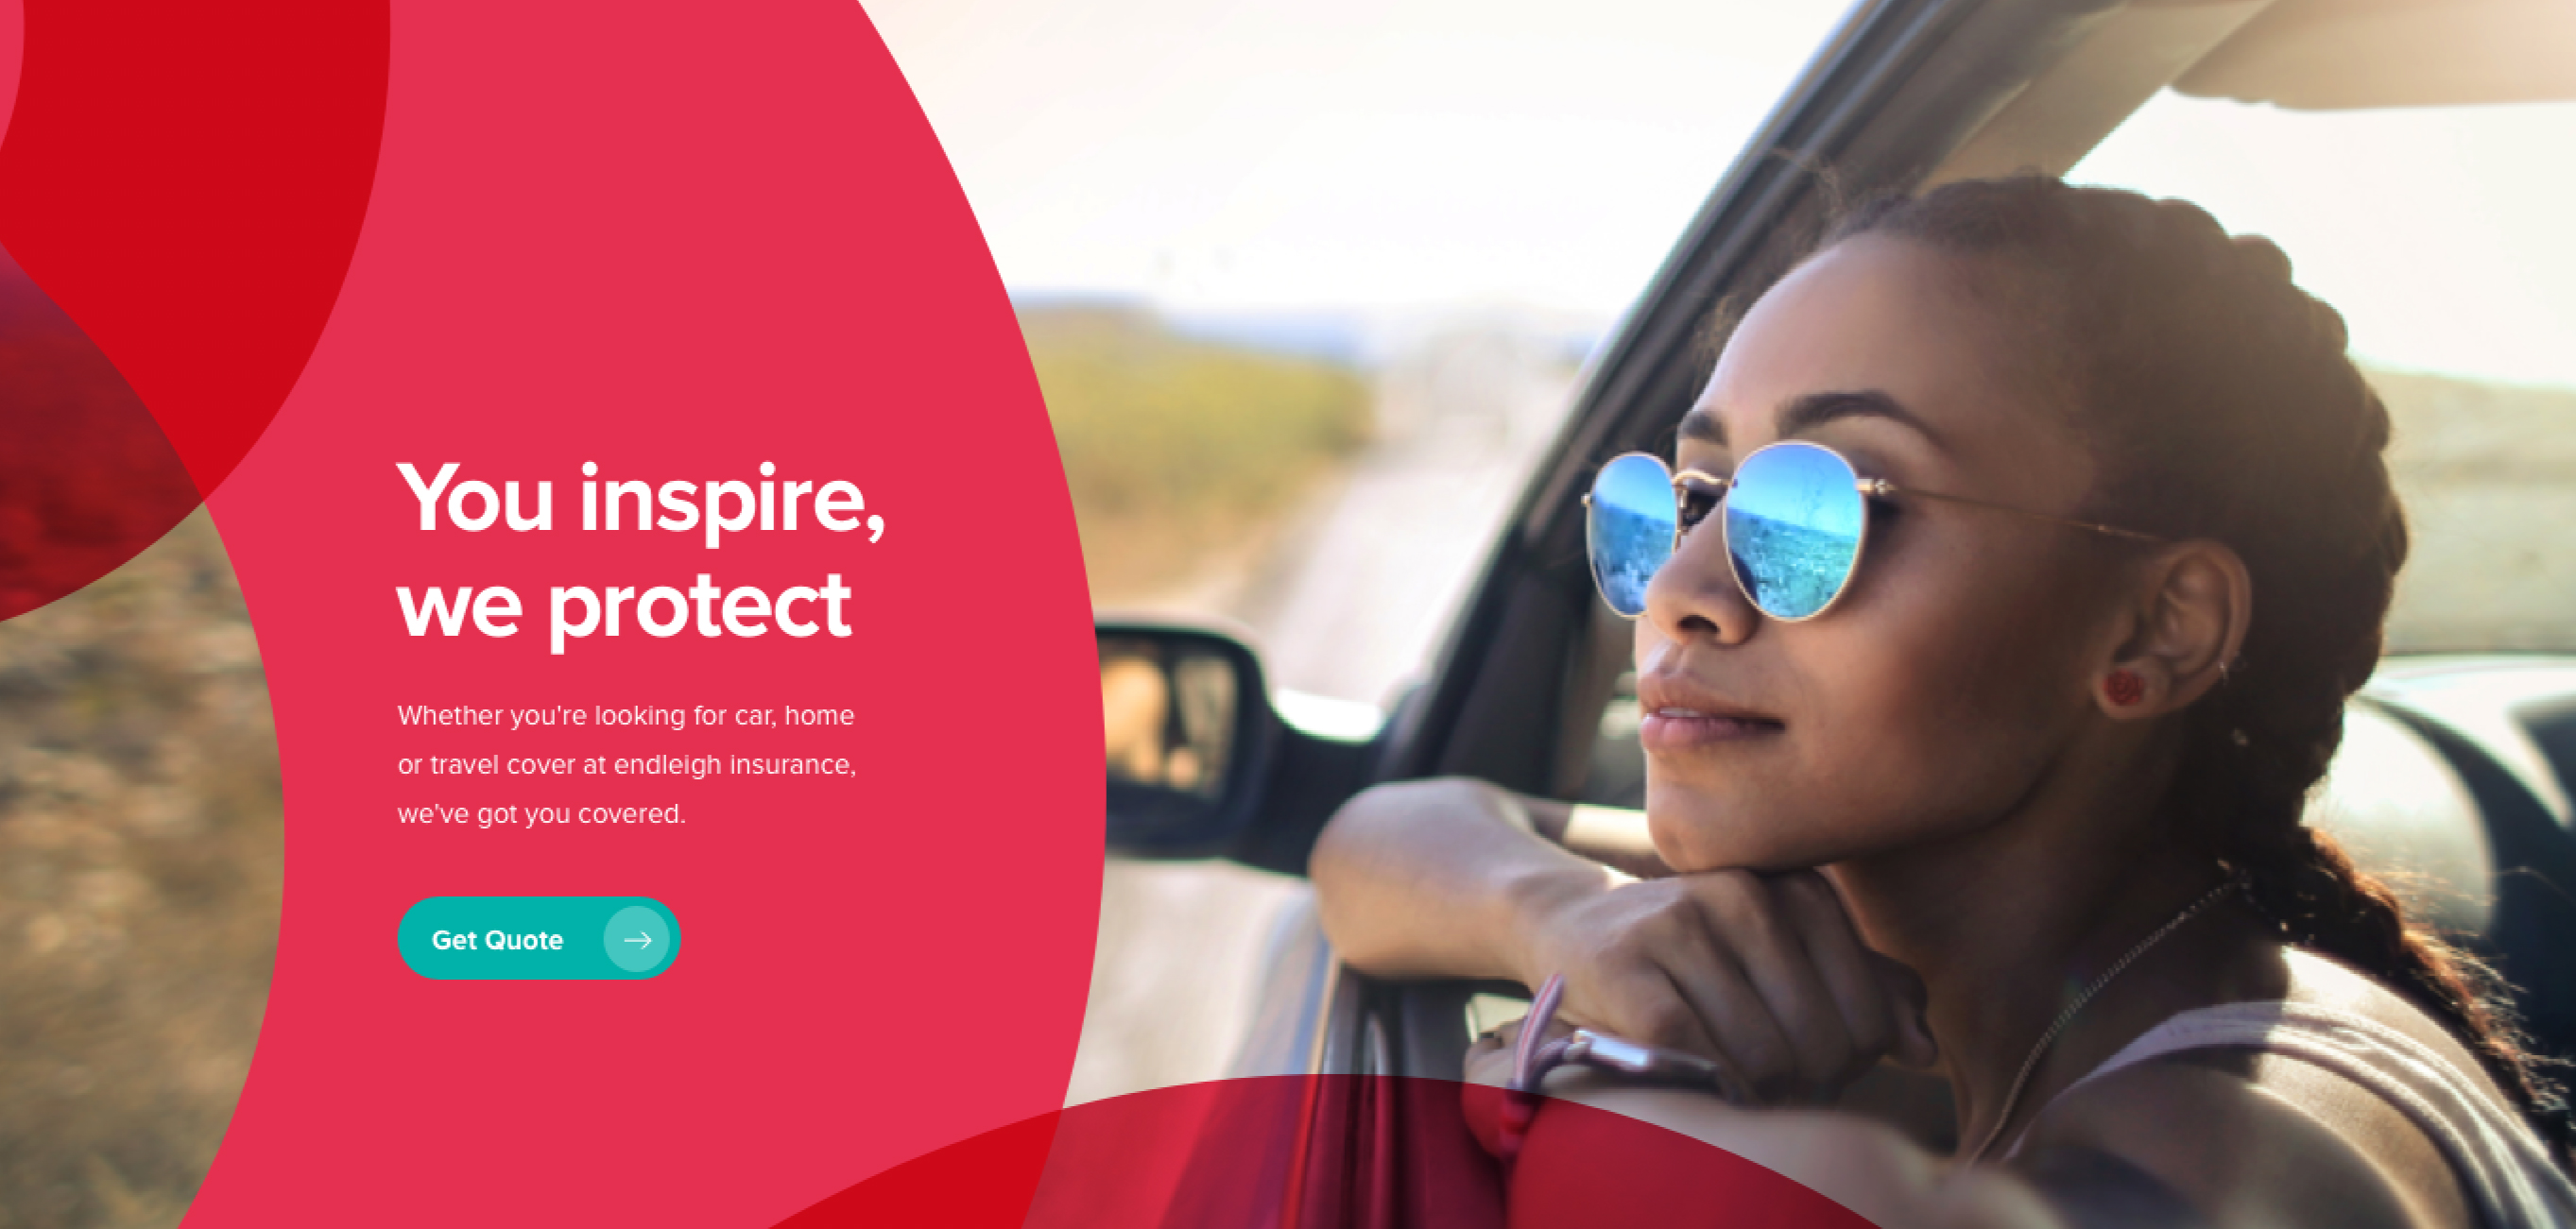 You inspire,
we protect
Whether you're looking for car, home
or travel cover at endleigh insurance,
we've got you covered.
Get Quote